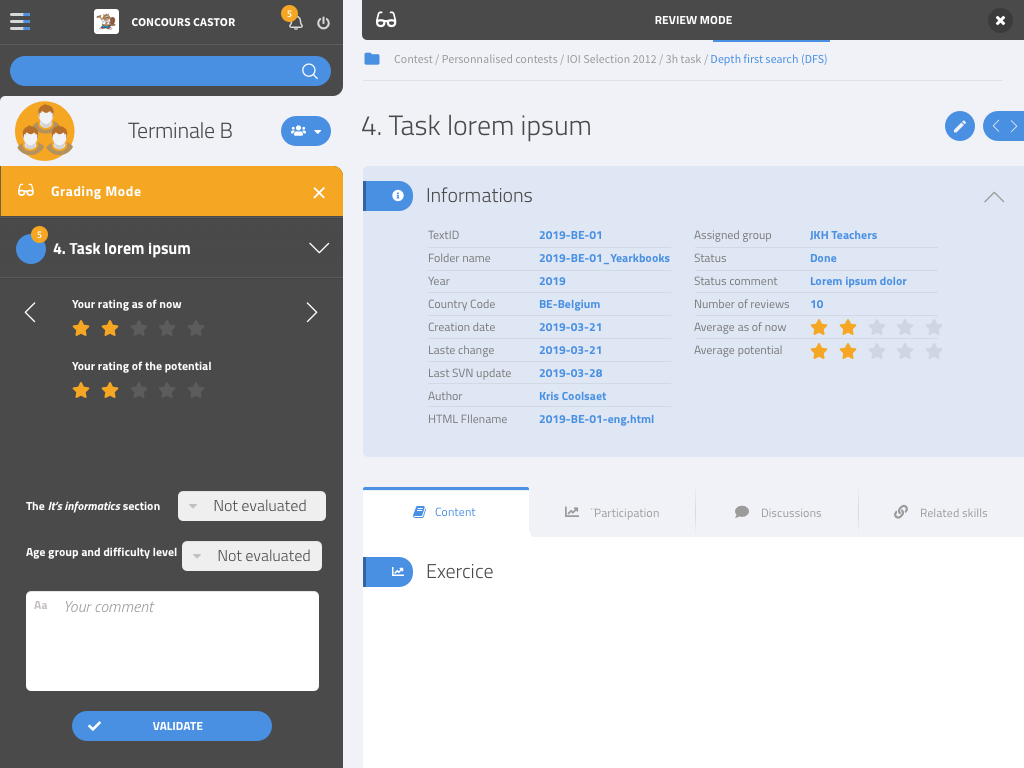 CONCOURS CASTOR
5
REVIEW MODE
Contest / Personnalised contests / IOI Selection 2012 / 3h task / Depth first search (DFS)
Terminale B
4. Task lorem ipsum
Grading Mode
5
4. Task lorem ipsum
Your rating as of now
Your rating of the potential
The It's informatics section
Not evaluated
Age group and difficulty level
Not evaluated
Aa
Your comment
VALIDATE
Informations
TextID 2019-BE-01
Folder name 2019-BE-01_Yearkbooks
Year 2019
Country Code BE-Belgium
Creation date 2019-03-21
Laste change 2019-03-21
Last SVN update 2019-03-28
Author Kris Coolsaet
HTML FIlename 2019-BE-01-eng.html
Assigned group JKH Teachers
Status Done
Status comment Lorem ipsum dolor
Number of reviews 10
Average as of now
Average potential
Content
`Participation
Discussions
Related skills
Exercice